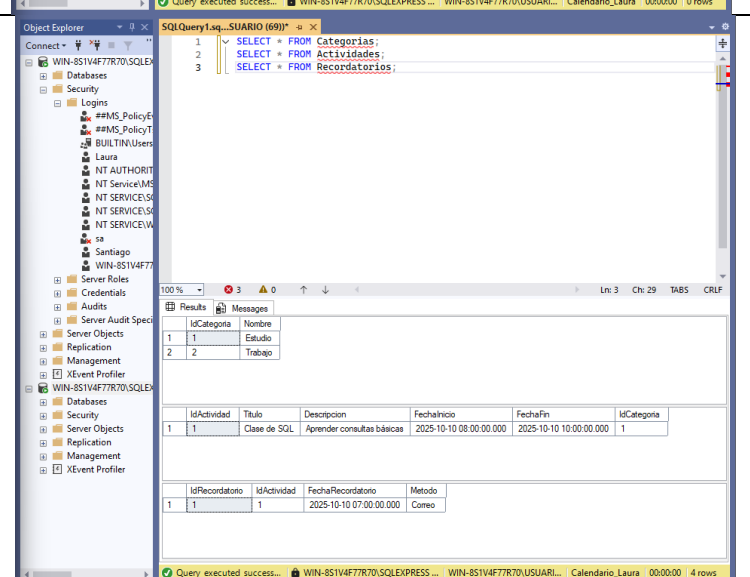 Query executed success... WIN-8S1V4F77R70\SQLEXPRESS ... WIN-8S1V4F77R70\USUARI... Calendario_Laura 00:00:00 0 rows
Object Explorer
Connect
WIN-8S1V4F77R70\SQLEX
Databases
Security
Logins
##MS_PolicyEv
##MS_PolicyT
BUILTIN\Users
Laura
NT AUTHORIT
NT Service\MS
NT SERVICE\SQ
NT SERVICE\SQ
NT SERVICE\W
sa
Santiago
WIN-8S1V4F77
Server Roles
Credentials
Audits
Server Audit Speci
Server Objects
Replication
Management
XEvent Profiler
WIN-8S1V4F77R70\SQLEX
Databases
Security
Server Objects
Replication
Management
XEvent Profiler
SQLQuery1.sq...SUARIO (69))*
1 SELECT * FROM Categorias;
2 SELECT * FROM Actividades;
3 SELECT * FROM Recordatorios;
100 % 3 0 Ln: 3 Ch: 29 TABS CRLF
Results Messages
IdCategoria Nombre
1 1 Estudio
2 2 Trabajo
IdActividad Titulo Descripcion FechaInicio FechaFin IdCategoria
1 1 Clase de SQL Aprender consultas básicas 2025-10-10 08:00:00.000 2025-10-10 10:00:00.000 1
IdRecordatorio IdActividad FechaRecordatorio Metodo
1 1 1 2025-10-10 07:00:00.000 Correo
Query executed success... WIN-8S1V4F77R70\SQLEXPRESS ... WIN-8S1V4F77R70\USUARI... Calendario_Laura 00:00:00 4 rows